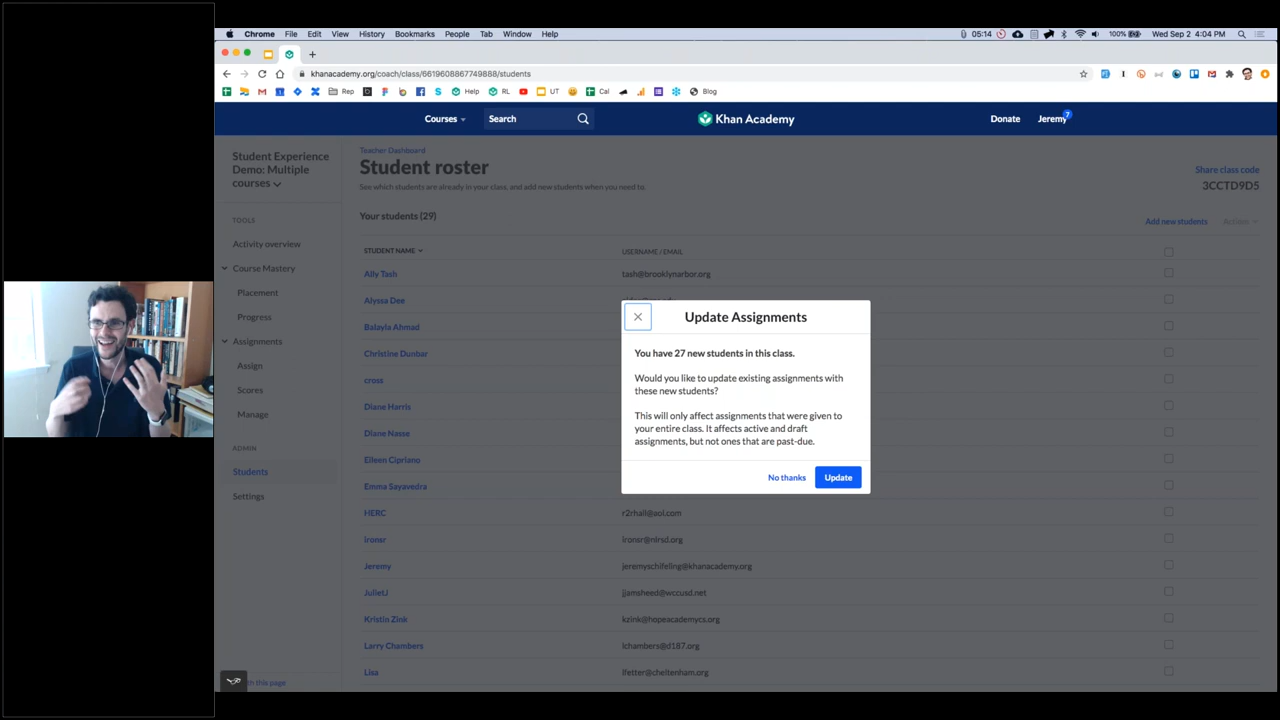 Chrome File Edit View History Bookmarks People Tab Window Help
05:14 100% Wed Sep 2 4:04 PM
khanacademy.org/coach/class/6619608867749888/students
Rep Help RL UT Cal Blog
Courses Search Khan Academy Donate Jeremy 7
Student Experience
Demo: Multiple
courses
TOOLS
Activity overview
Course Mastery
Placement
Progress
Assignments
Assign
Scores
Manage
ADMIN
Students
Settings
Teacher Dashboard
Student roster
See which students are already in your class, and add new students when you need to.
Share class code
3CCTD9D5
Your students (29)
Add new students Actions
STUDENT NAME USERNAME / EMAIL
Ally Tash tash@brooklynarbor.org
Alyssa Dee
Balayla Ahmad
Christine Dunbar
cross
Diane Harris
Diane Nasse
Eileen Cipriano
Emma Sayavedra
HERC r2rhall@aol.com
ironsr ironsr@nlrsd.org
Jeremy jeremyschifeling@khanacademy.org
JulietJ jjamsheed@wccusd.net
Kristin Zink kzink@hopeacademycs.org
Larry Chambers lchambers@d187.org
Lisa lfetter@cheltenham.org
Update Assignments
You have 27 new students in this class.
Would you like to update existing assignments with
these new students?
This will only affect assignments that were given to
your entire class. It affects active and draft
assignments, but not ones that are past-due.
No thanks Update
th this page